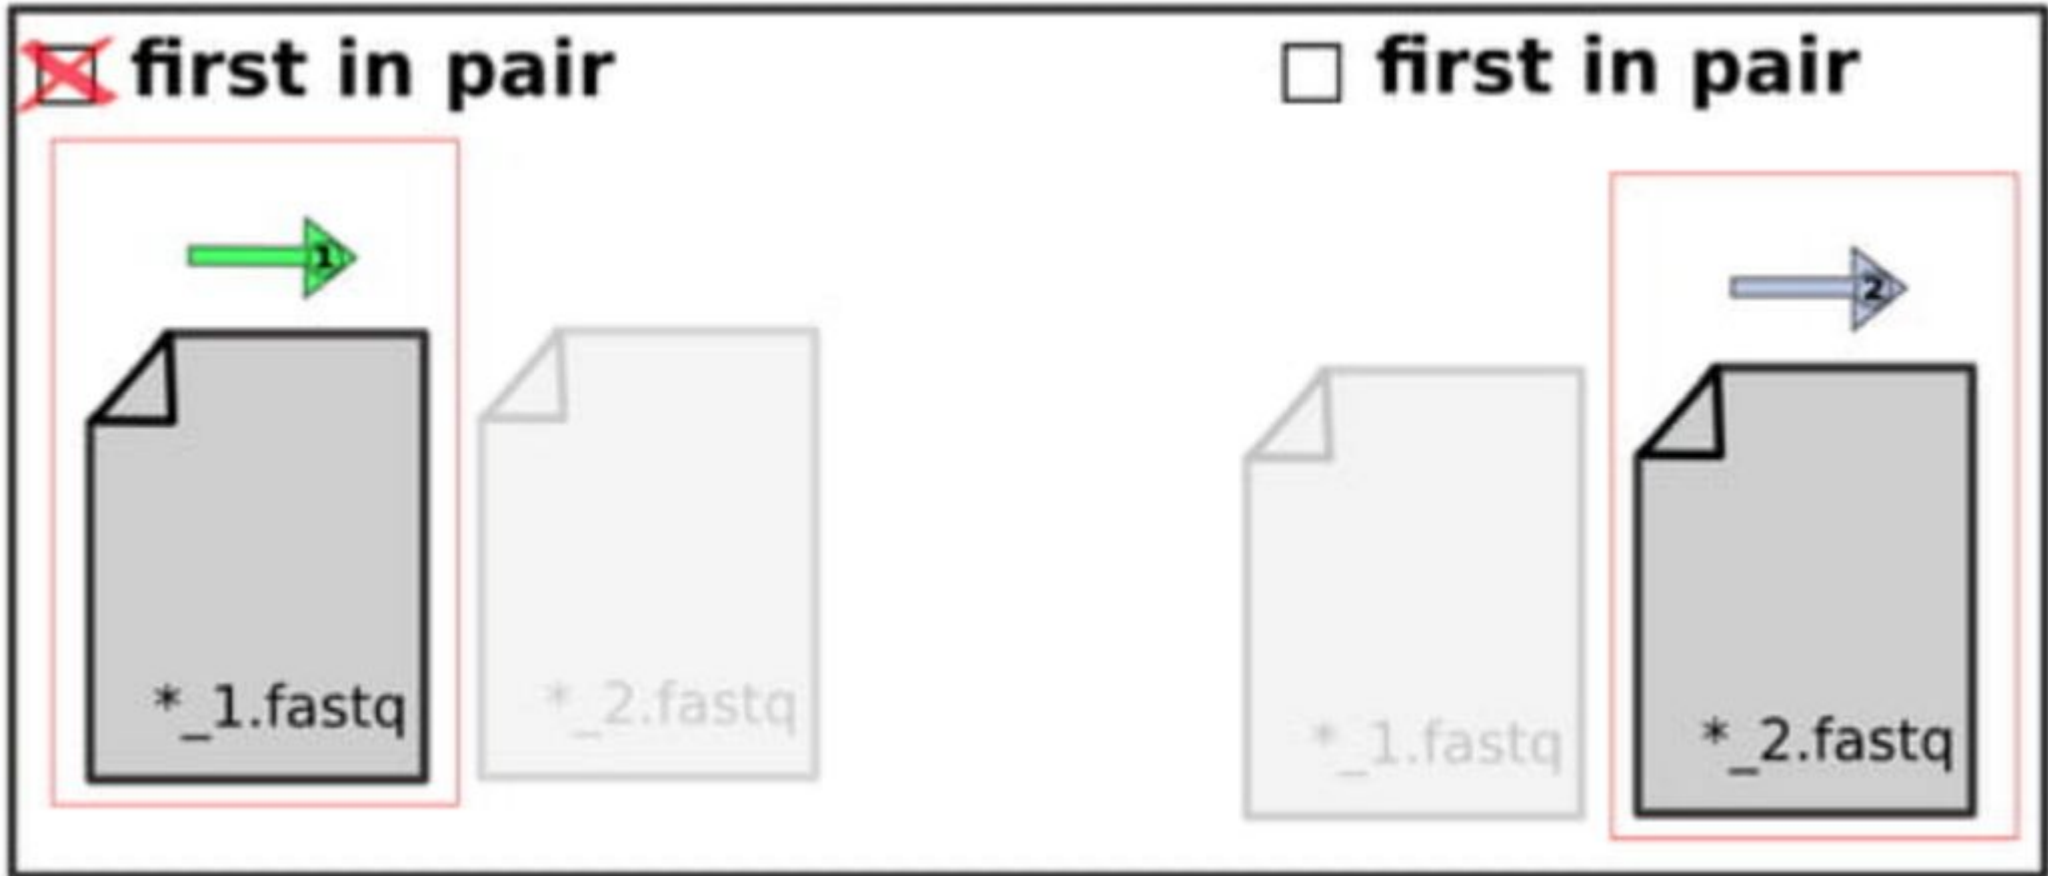 first in pair
first in pair
1
2
*_1.fastq
*_2.fastq
*_1.fastq
*_2.fastq